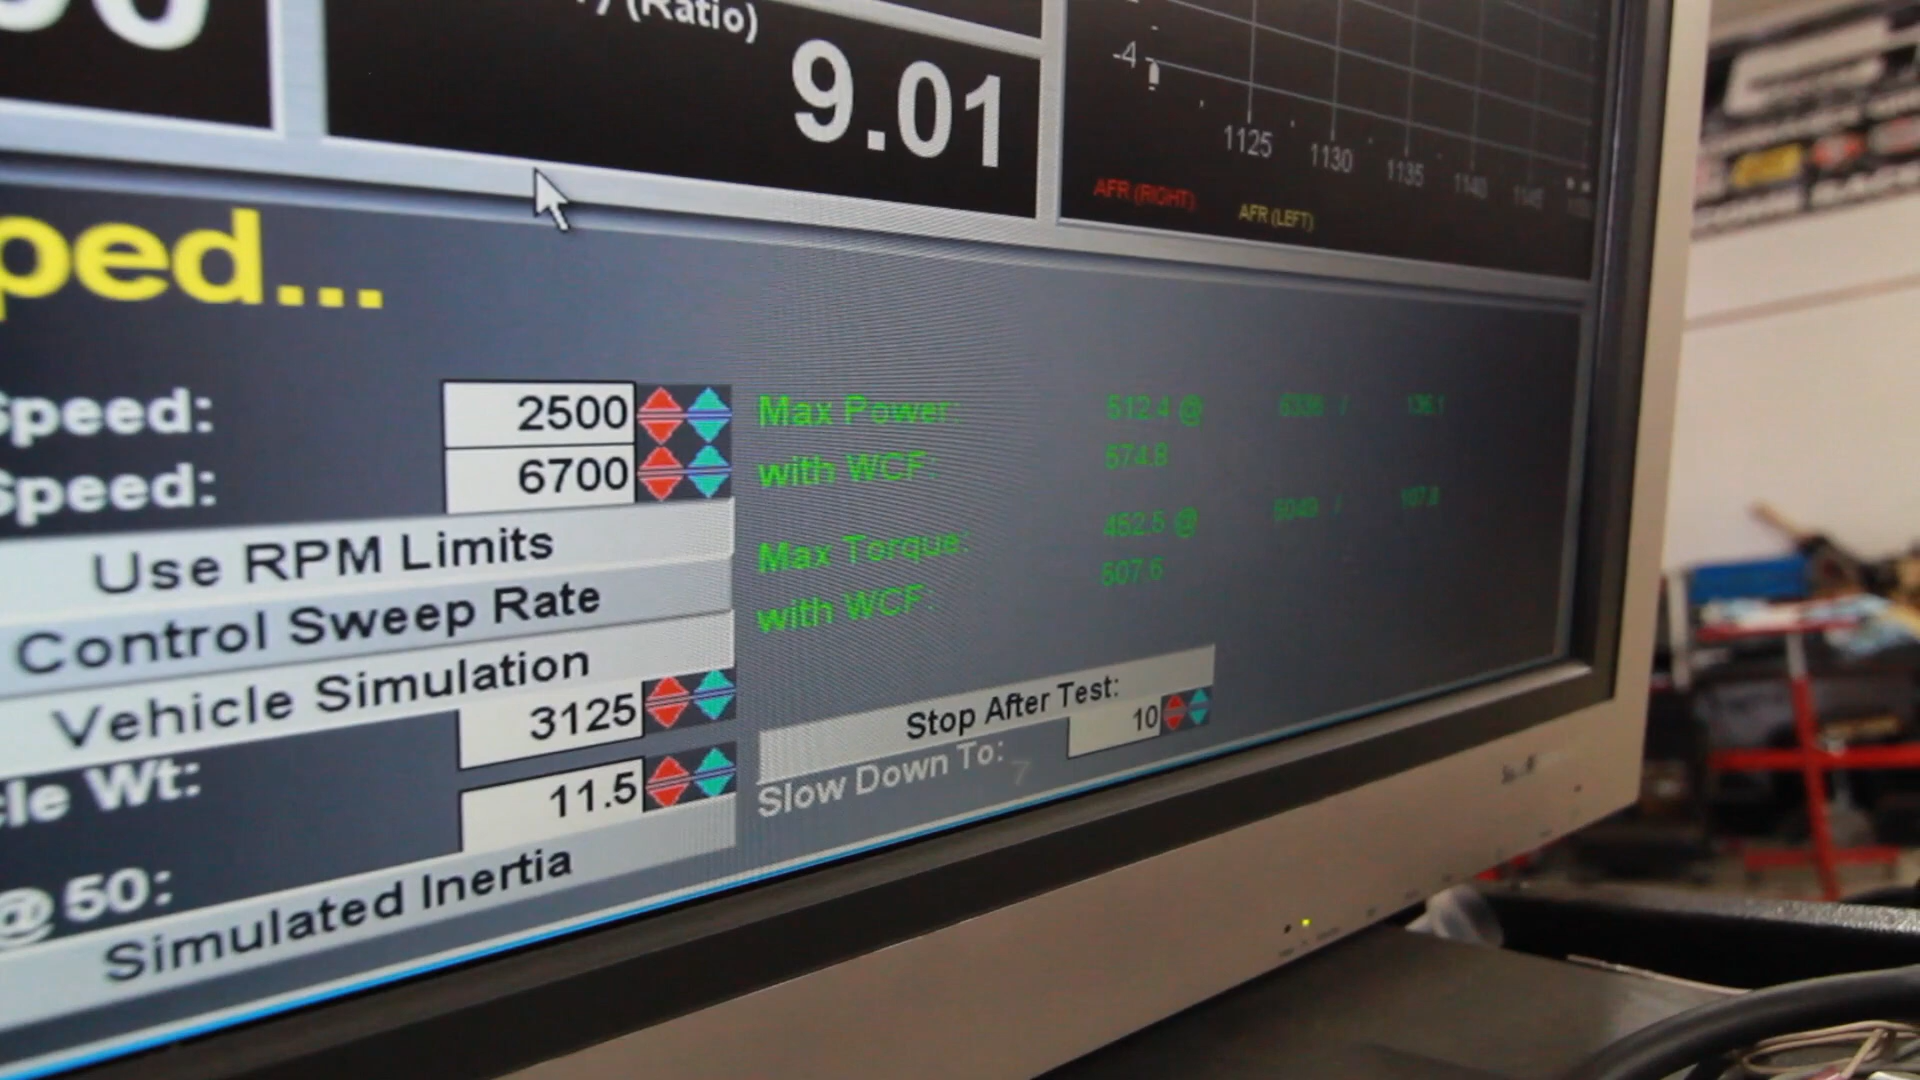 (Ratio)
9.01
-4
1125 1130 1135 1140 1145
AFR (RIGHT) AFR (LEFT)
ped...
Speed: 2500
Speed: 6700
Use RPM Limits
Control Sweep Rate
Vehicle Simulation
3125
cle Wt:
11.5
@ 50:
Simulated Inertia
Max Power: 512.4 @ /
with WCF: 574.8
Max Torque: 452.5 @ /
with WCF: 507.6
Stop After Test:
10
Slow Down To: